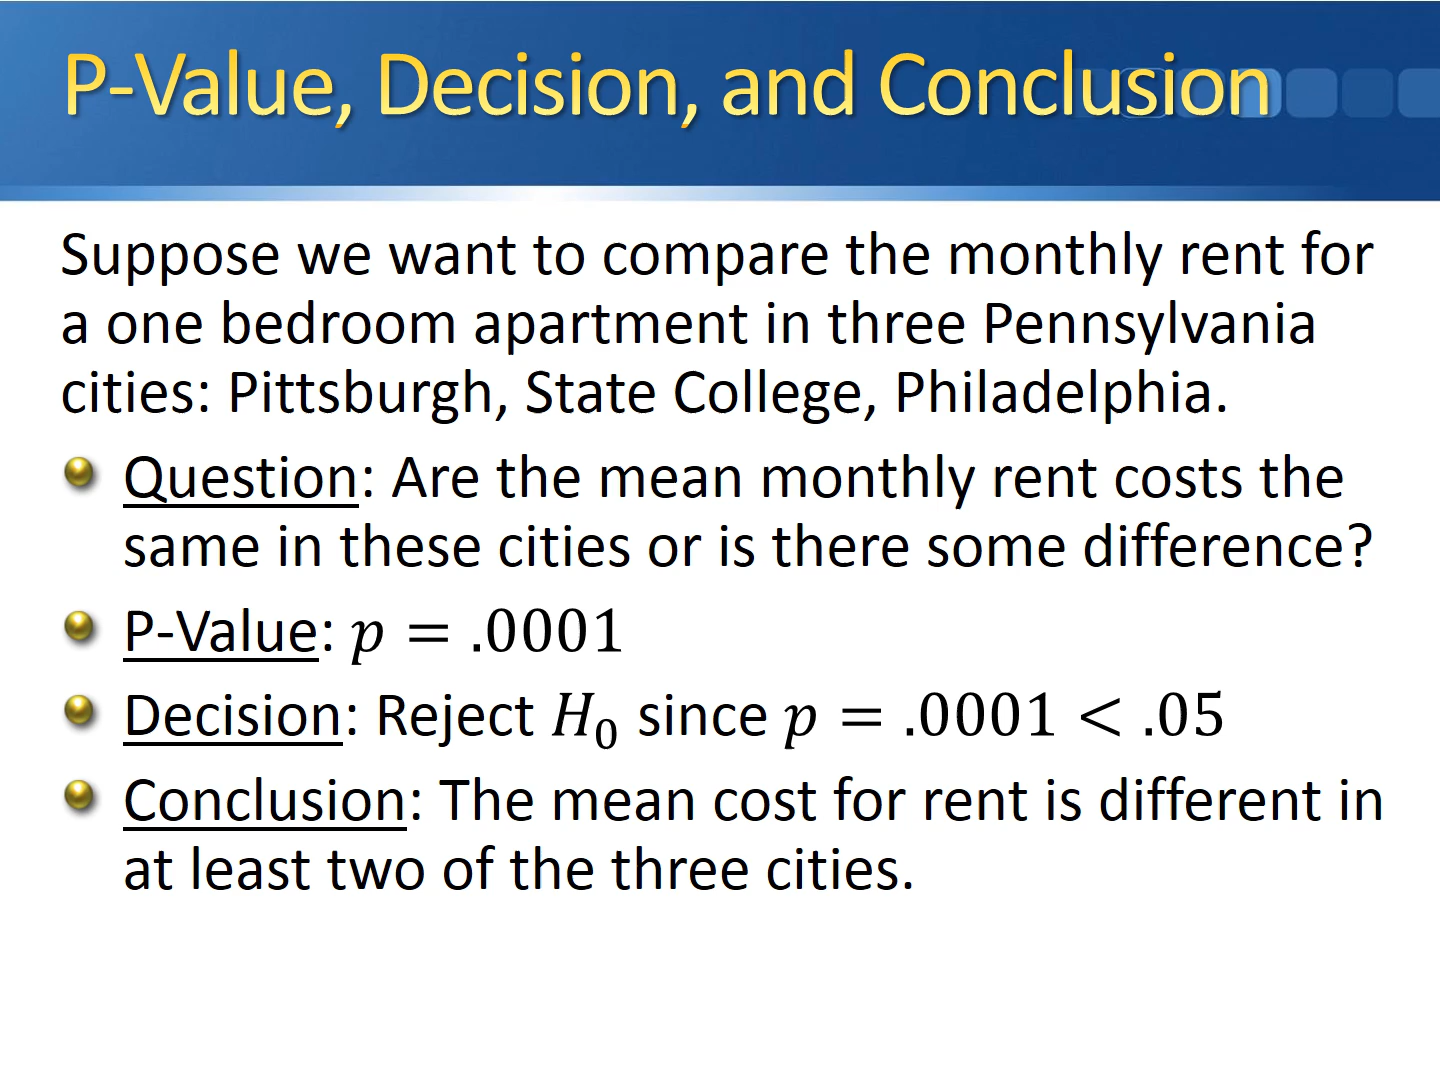 P-Value, Decision, and Conclusion
Suppose we want to compare the monthly rent for
a one bedroom apartment in three Pennsylvania
cities: Pittsburgh, State College, Philadelphia.
Question: Are the mean monthly rent costs the
same in these cities or is there some difference?
P-Value: p = .0001
Decision: Reject H₀ since p = .0001 < .05
Conclusion: The mean cost for rent is different in
at least two of the three cities.